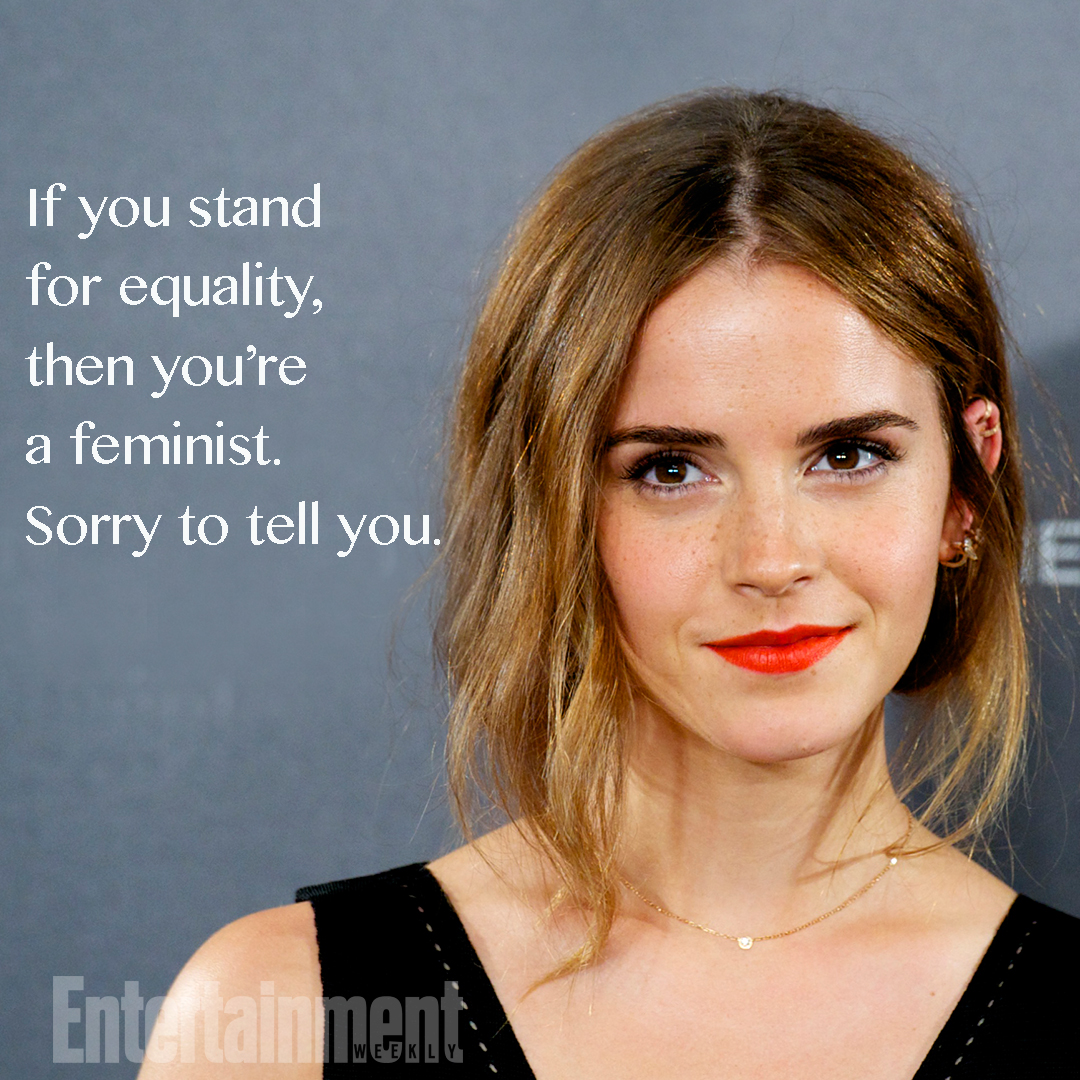 If you stand
for equality,
then you’re
a feminist.
Sorry to tell you.
Entertainment
WEEKLY